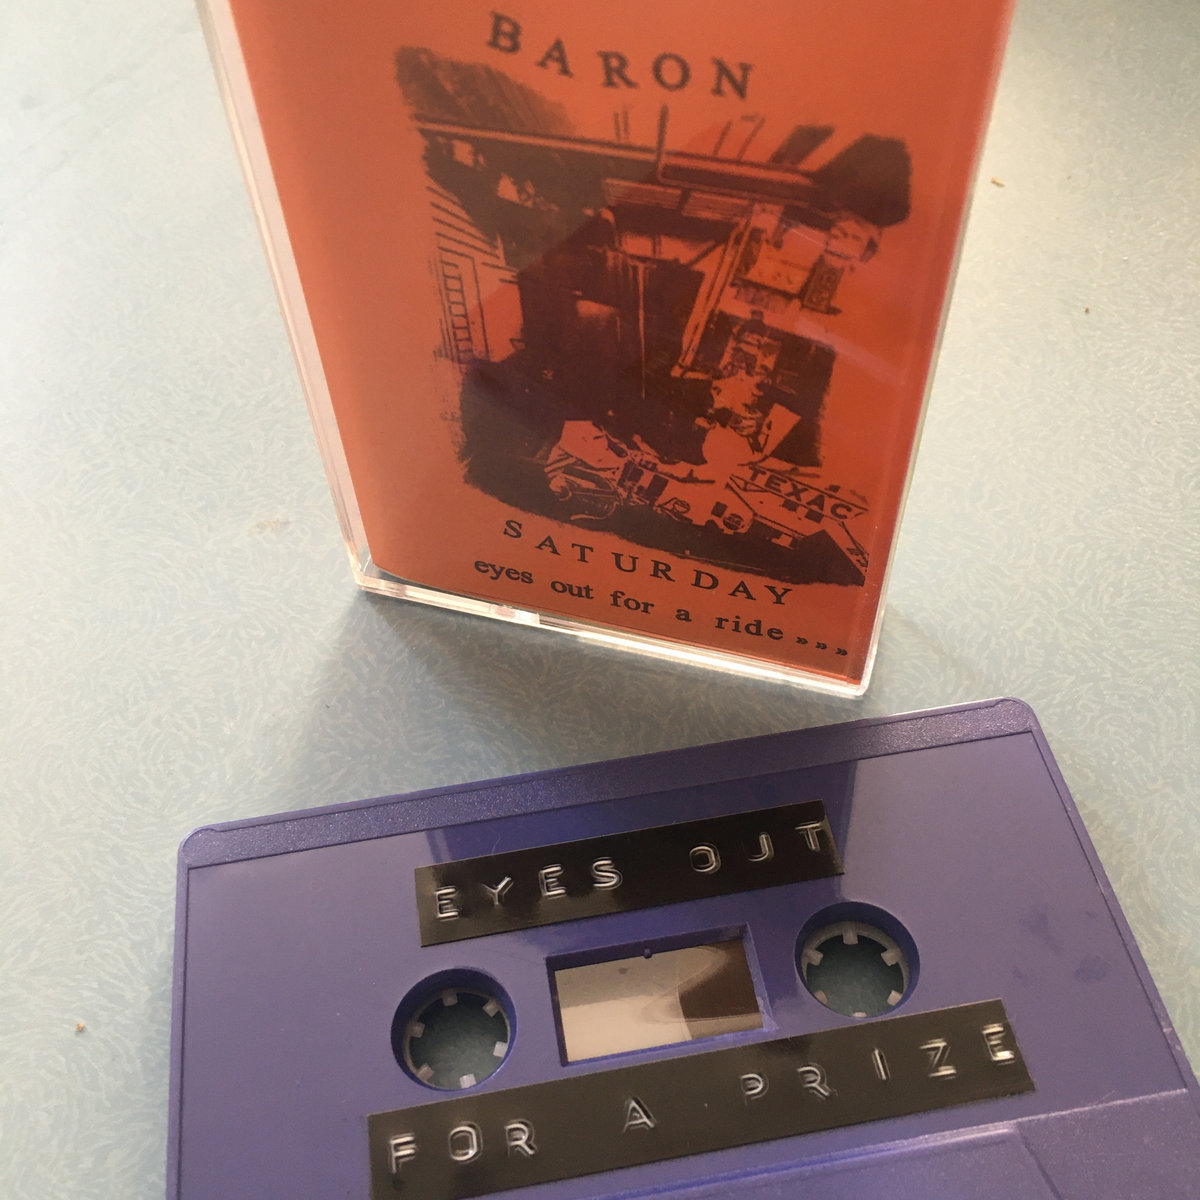 BARON
TEXAC
SATURDAY
eyes out for a ride »»»
EYES OUT
FOR A PRIZE